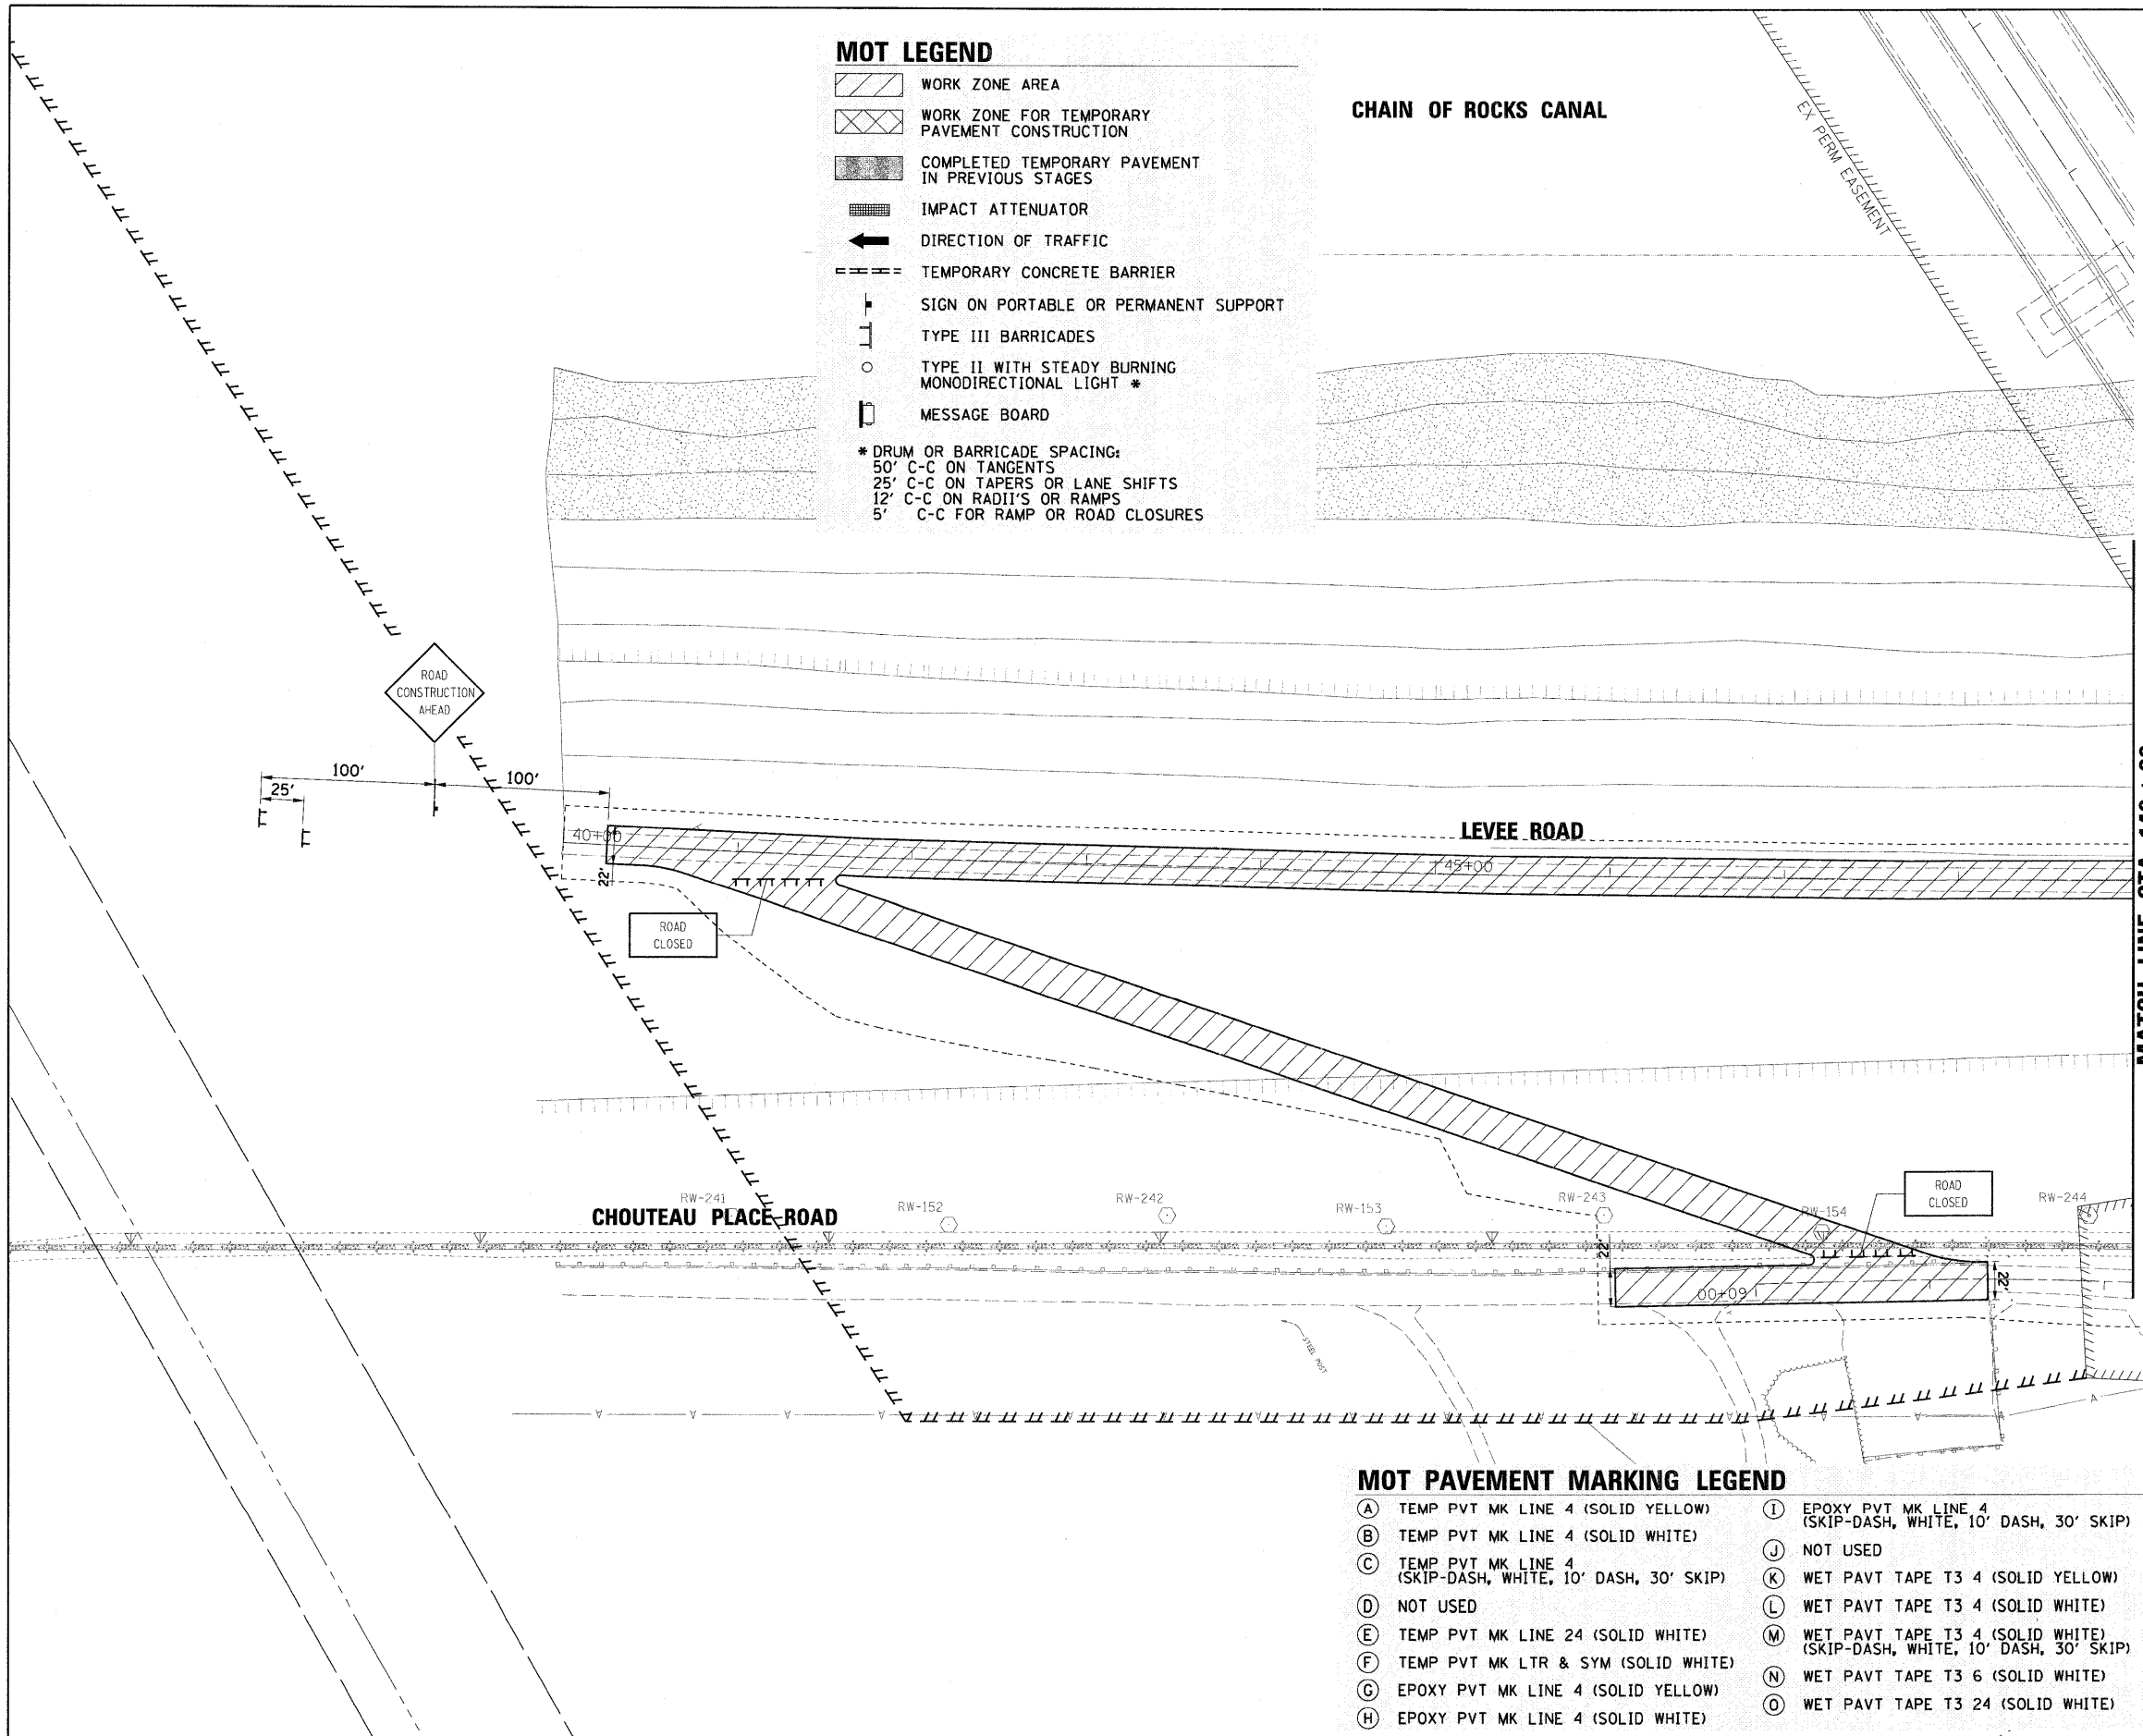 MOT LEGEND
WORK ZONE AREA
WORK ZONE FOR TEMPORARY
PAVEMENT CONSTRUCTION
COMPLETED TEMPORARY PAVEMENT
IN PREVIOUS STAGES
IMPACT ATTENUATOR
DIRECTION OF TRAFFIC
TEMPORARY CONCRETE BARRIER
SIGN ON PORTABLE OR PERMANENT SUPPORT
TYPE III BARRICADES
TYPE II WITH STEADY BURNING
MONODIRECTIONAL LIGHT *
MESSAGE BOARD
* DRUM OR BARRICADE SPACING:
50' C-C ON TANGENTS
25' C-C ON TAPERS OR LANE SHIFTS
12' C-C ON RADII'S OR RAMPS
5' C-C FOR RAMP OR ROAD CLOSURES
CHAIN OF ROCKS CANAL
EX PERM EASEMENT
ROAD
CONSTRUCTION
AHEAD
100'
100'
25'
40+00
22'
LEVEE ROAD
45+00
ROAD
CLOSED
MATCH LINE STA
ROAD
CLOSED
RW-241
RW-152
RW-242
RW-153
RW-243
RW-154
RW-244
CHOUTEAU PLACE ROAD
22'
00+09
22'
STEEL POST
A
MOT PAVEMENT MARKING LEGEND
A TEMP PVT MK LINE 4 (SOLID YELLOW)
B TEMP PVT MK LINE 4 (SOLID WHITE)
C TEMP PVT MK LINE 4
(SKIP-DASH, WHITE, 10' DASH, 30' SKIP)
D NOT USED
E TEMP PVT MK LINE 24 (SOLID WHITE)
F TEMP PVT MK LTR & SYM (SOLID WHITE)
G EPOXY PVT MK LINE 4 (SOLID YELLOW)
H EPOXY PVT MK LINE 4 (SOLID WHITE)
I EPOXY PVT MK LINE 4
(SKIP-DASH, WHITE, 10' DASH, 30' SKIP)
J NOT USED
K WET PAVT TAPE T3 4 (SOLID YELLOW)
L WET PAVT TAPE T3 4 (SOLID WHITE)
M WET PAVT TAPE T3 4 (SOLID WHITE)
(SKIP-DASH, WHITE, 10' DASH, 30' SKIP)
N WET PAVT TAPE T3 6 (SOLID WHITE)
O WET PAVT TAPE T3 24 (SOLID WHITE)